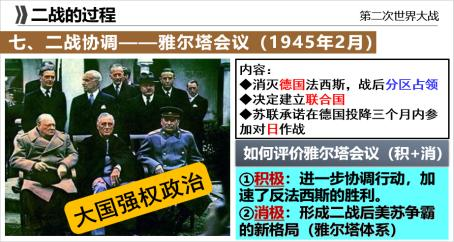 二战的过程
第二次世界大战
七、二战协调——雅尔塔会议（1945年2月）
大国强权政治
内容：
◆消灭德国法西斯，战后分区占领
◆决定建立联合国
◆苏联承诺在德国投降三个月内参
加对日作战
如何评价雅尔塔会议（积+消）
①积极：进一步协调行动，加
速了反法西斯的胜利。
②消极：形成二战后美苏争霸
的新格局（雅尔塔体系）